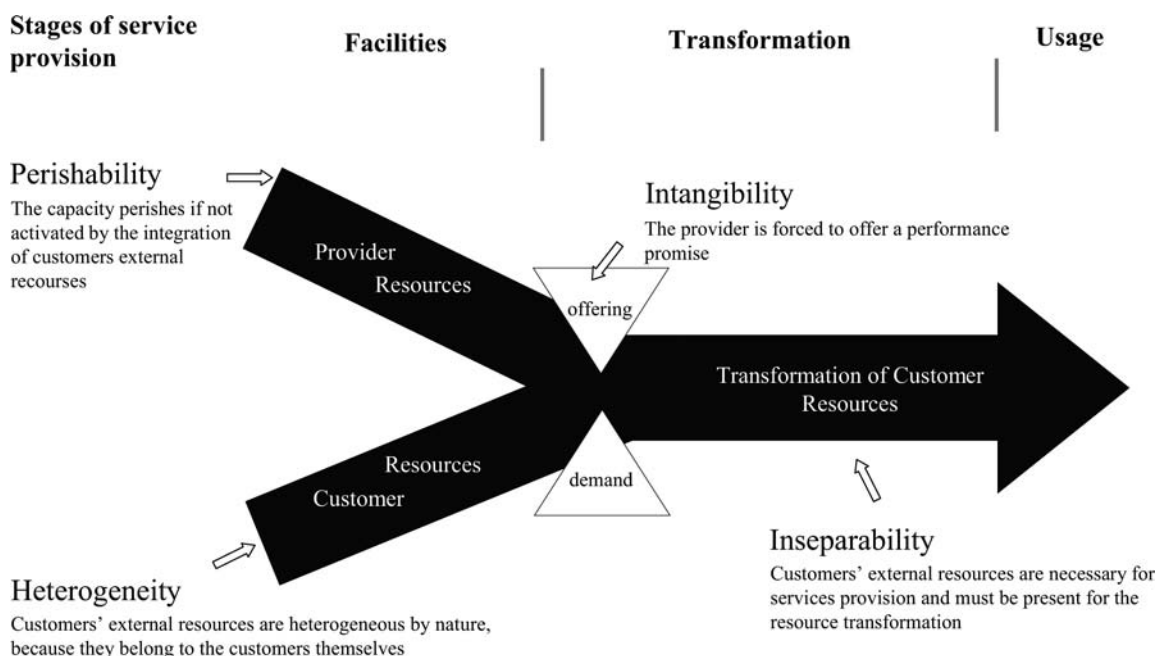 Stages of service
provision
Facilities
Transformation
Usage
Perishability
The capacity perishes if not
activated by the integration
of customers external
recourses
Intangibility
The provider is forced to offer a performance
promise
Provider
Resources
offering
Transformation of Customer
Resources
Resources
Customer
demand
Heterogeneity
Customers' external resources are heterogeneous by nature,
because they belong to the customers themselves
Inseparability
Customers' external resources are necessary for
services provision and must be present for the
resource transformation